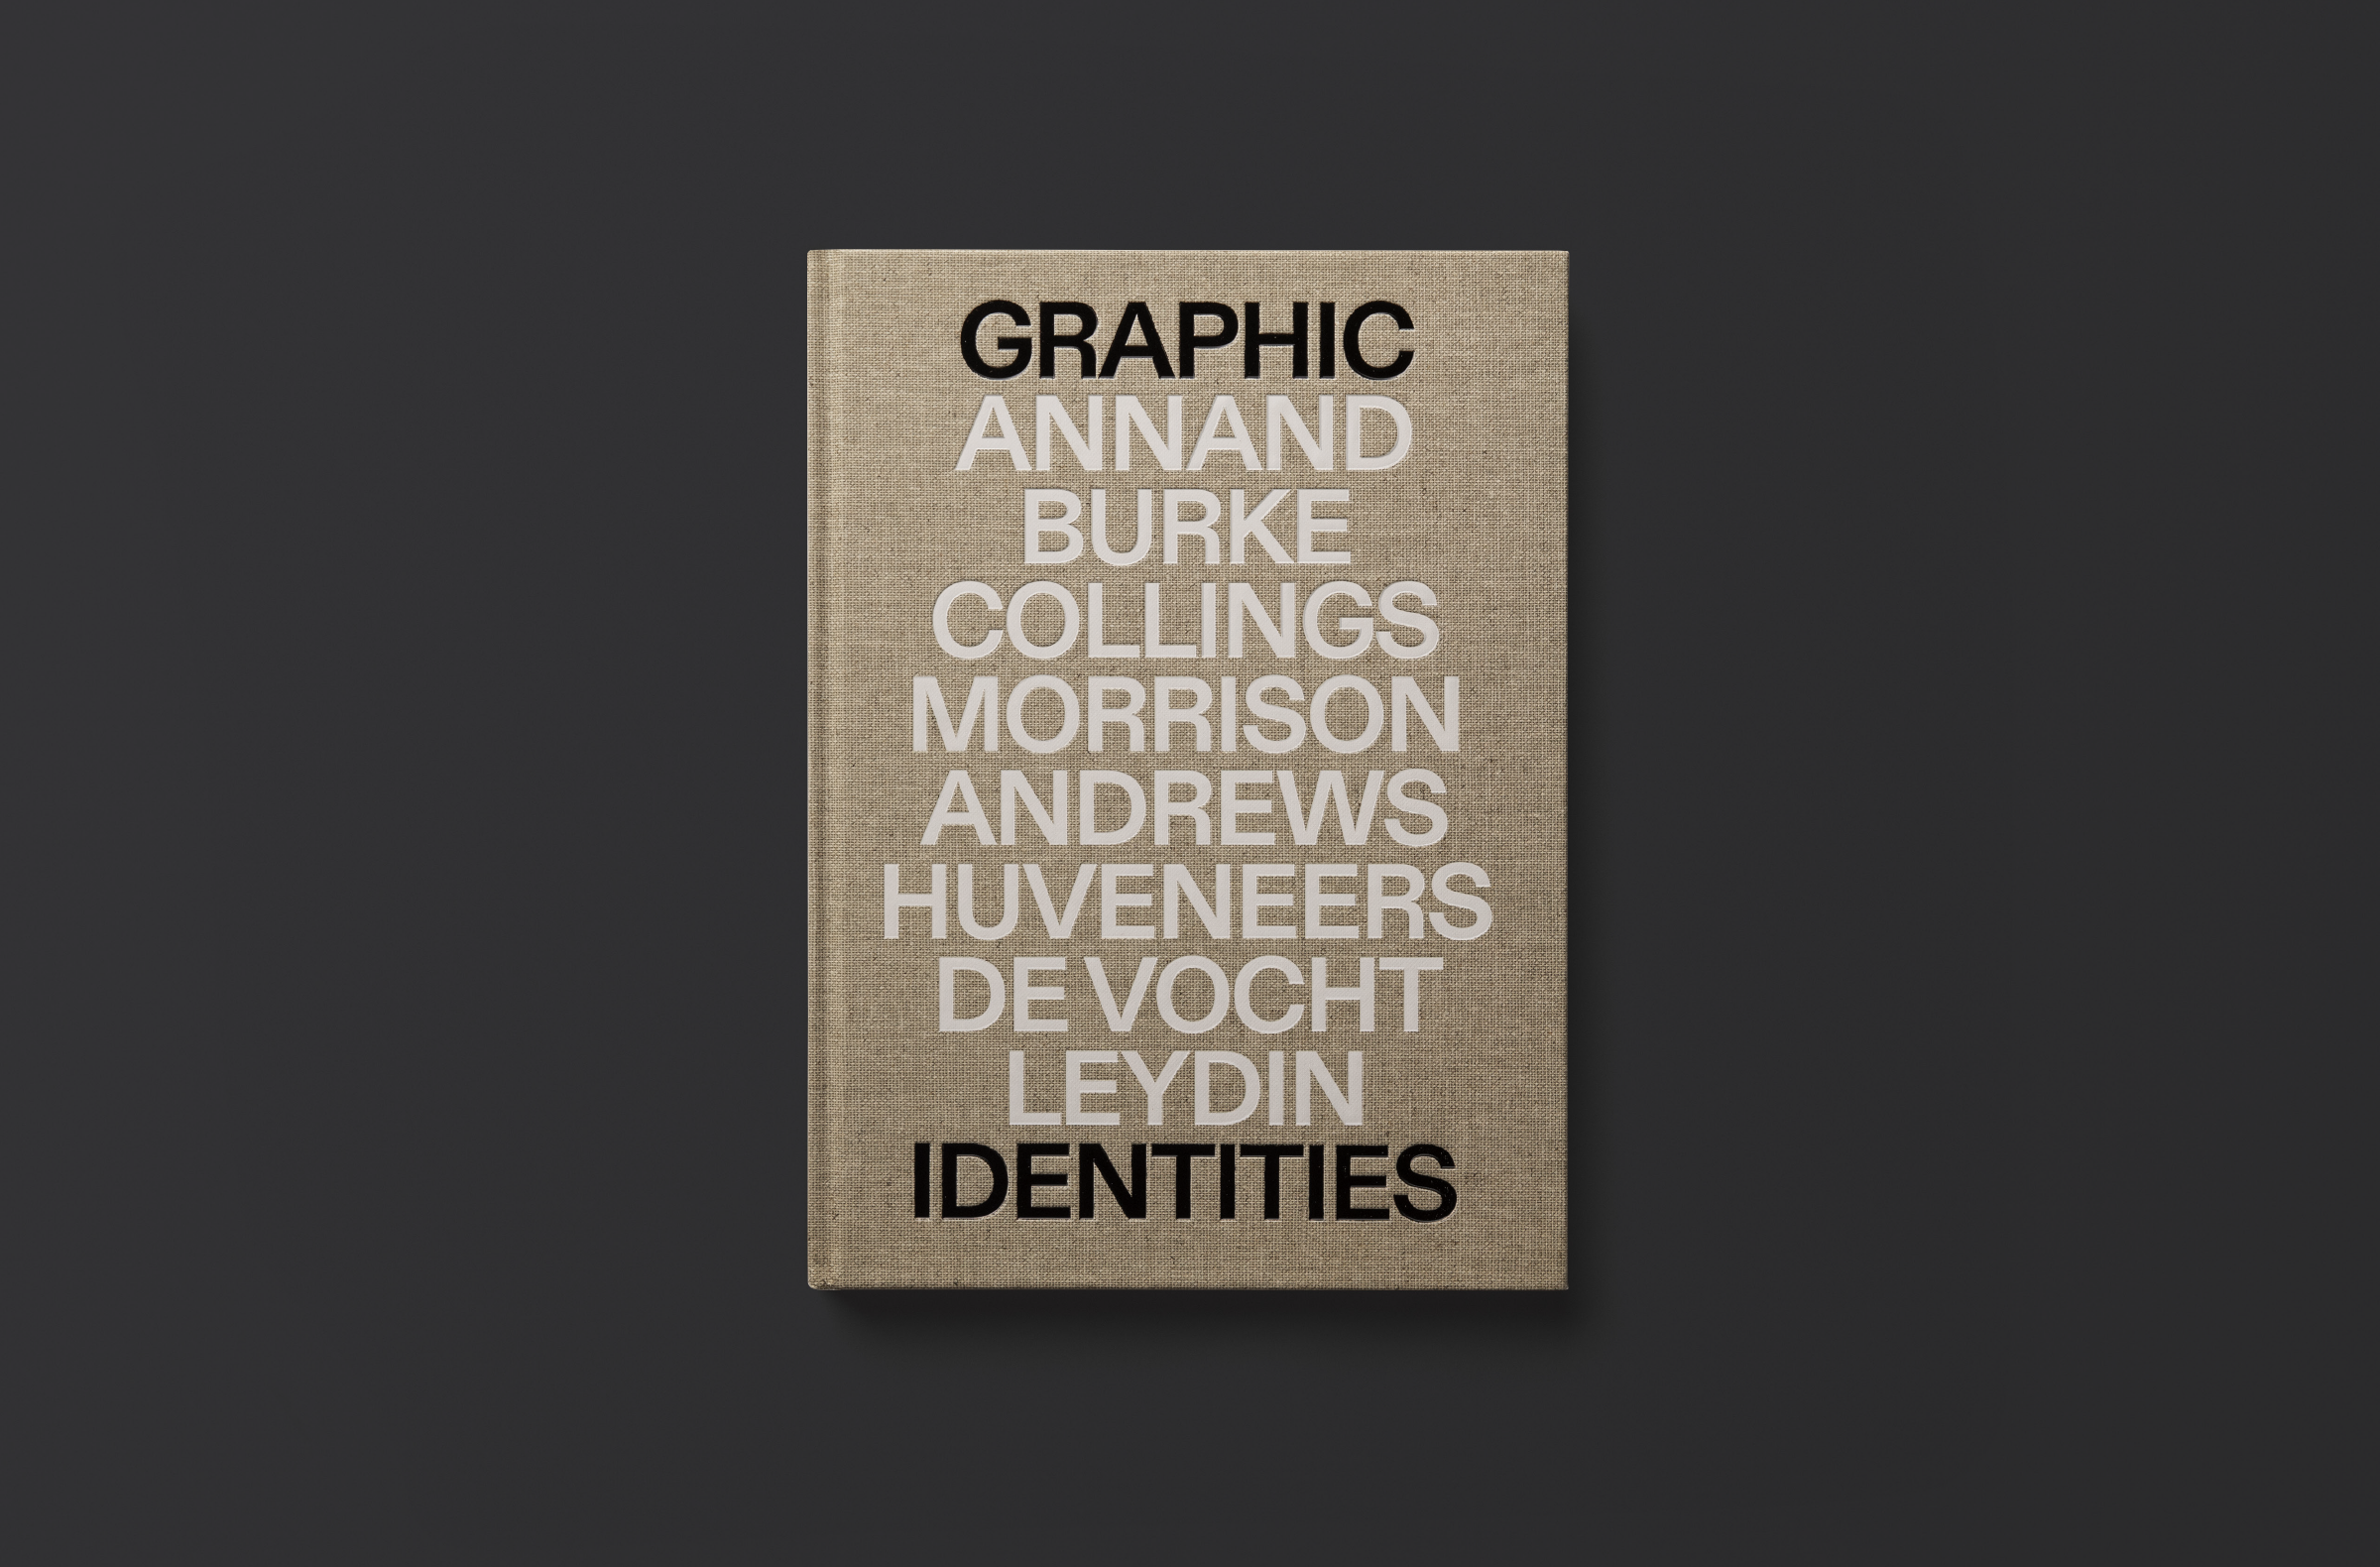 GRAPHIC
ANNAND
BURKE
COLLINGS
MORRISON
ANDREWS
HUVENEERS
DE VOCHT
LEYDIN
IDENTITIES